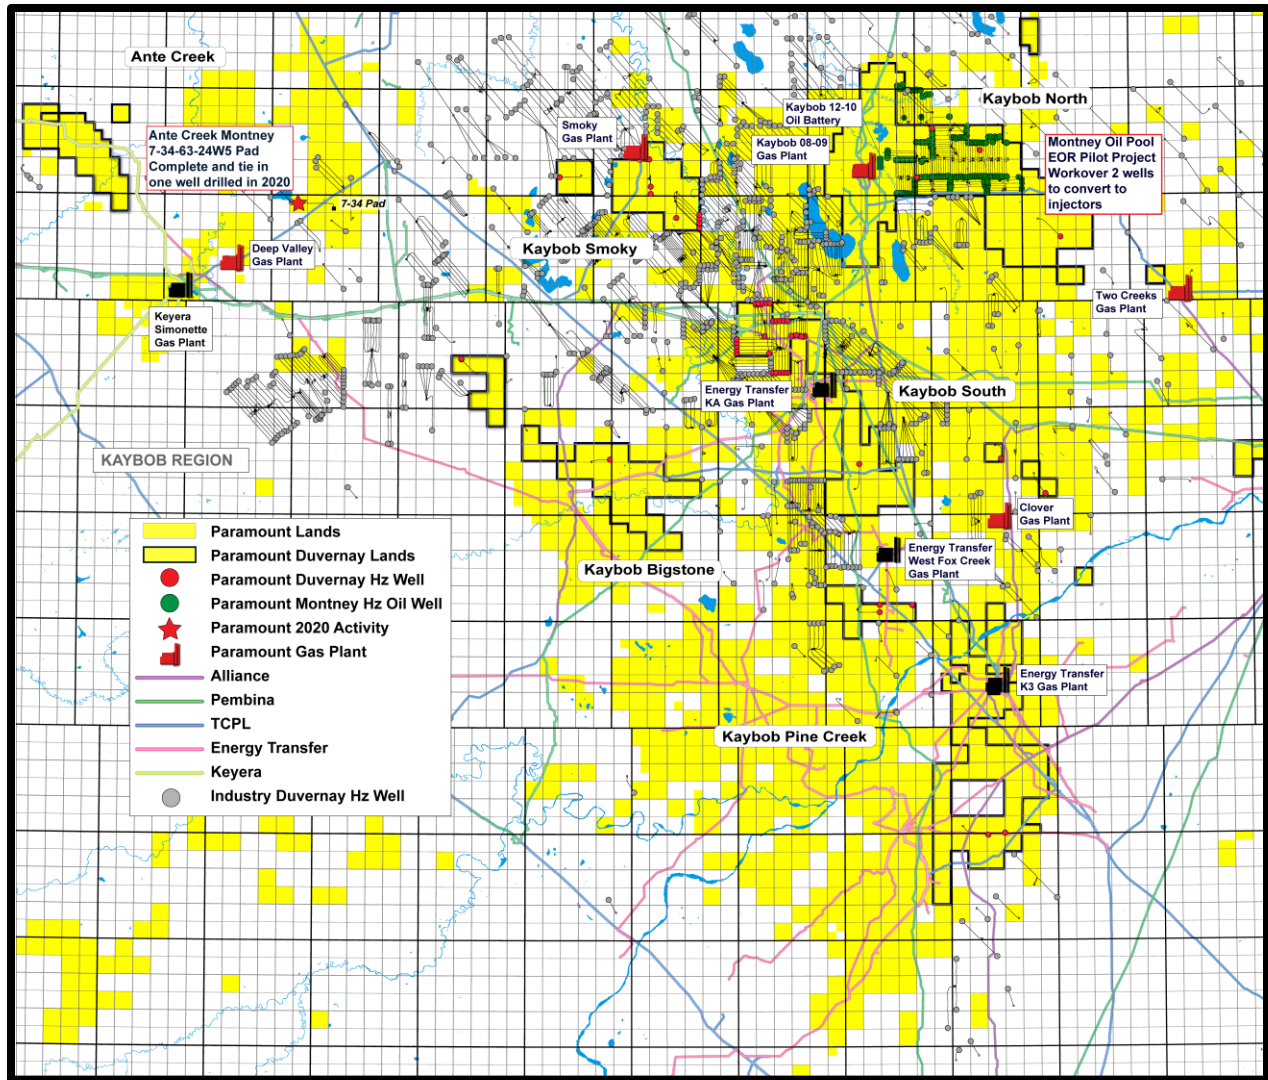 Ante Creek
Kaybob 12-10
Oil Battery
Kaybob North
Smoky
Gas Plant
Kaybob 08-09
Gas Plant
Ante Creek Montney
7-34-63-24W5 Pad
Complete and tie in
one well drilled in 2020
Montney Oil Pool
EOR Pilot Project
Workover 2 wells
to convert to
injectors
7-34 Pad
Deep Valley
Gas Plant
Kaybob Smoky
Two Creeks
Gas Plant
Keyera
Simonette
Gas Plant
Energy Transfer
KA Gas Plant
Kaybob South
KAYBOB REGION
Clover
Gas Plant
Energy Transfer
West Fox Creek
Gas Plant
Kaybob Bigstone
Energy Transfer
K3 Gas Plant
Kaybob Pine Creek
Paramount Lands
Paramount Duvernay Lands
Paramount Duvernay Hz Well
Paramount Montney Hz Oil Well
Paramount 2020 Activity
Paramount Gas Plant
Alliance
Pembina
TCPL
Energy Transfer
Keyera
Industry Duvernay Hz Well